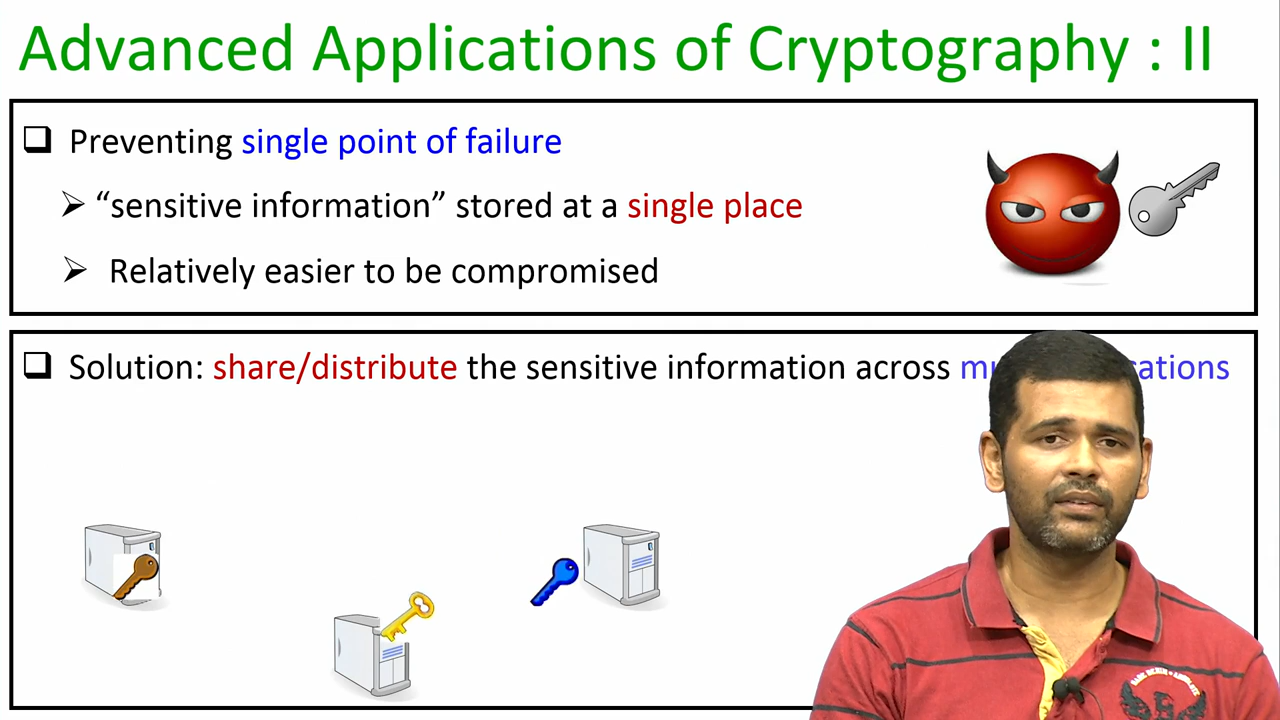 Advanced Applications of Cryptography : II
Preventing single point of failure
“sensitive information” stored at a single place
Relatively easier to be compromised
Solution: share/distribute the sensitive information across